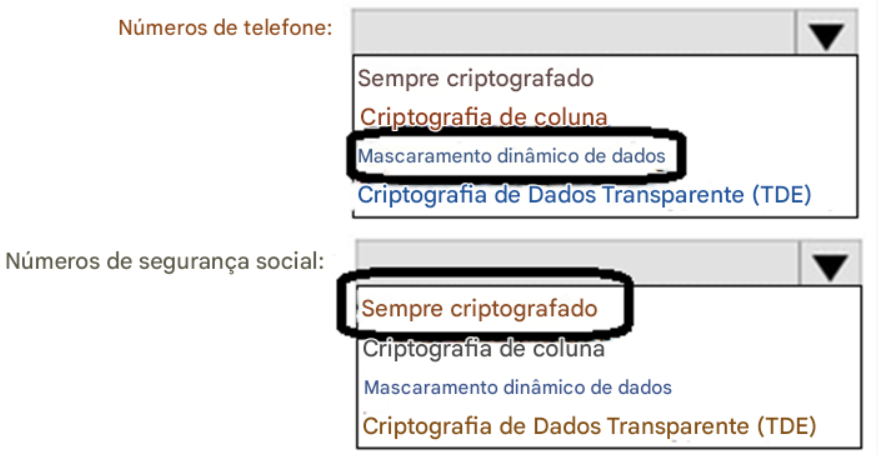 Números de telefone:
Sempre criptografado
Criptografia de coluna
Mascaramento dinâmico de dados
Criptografia de Dados Transparente (TDE)
Números de segurança social:
Sempre criptografado
Criptografia de coluna
Mascaramento dinâmico de dados
Criptografia de Dados Transparente (TDE)